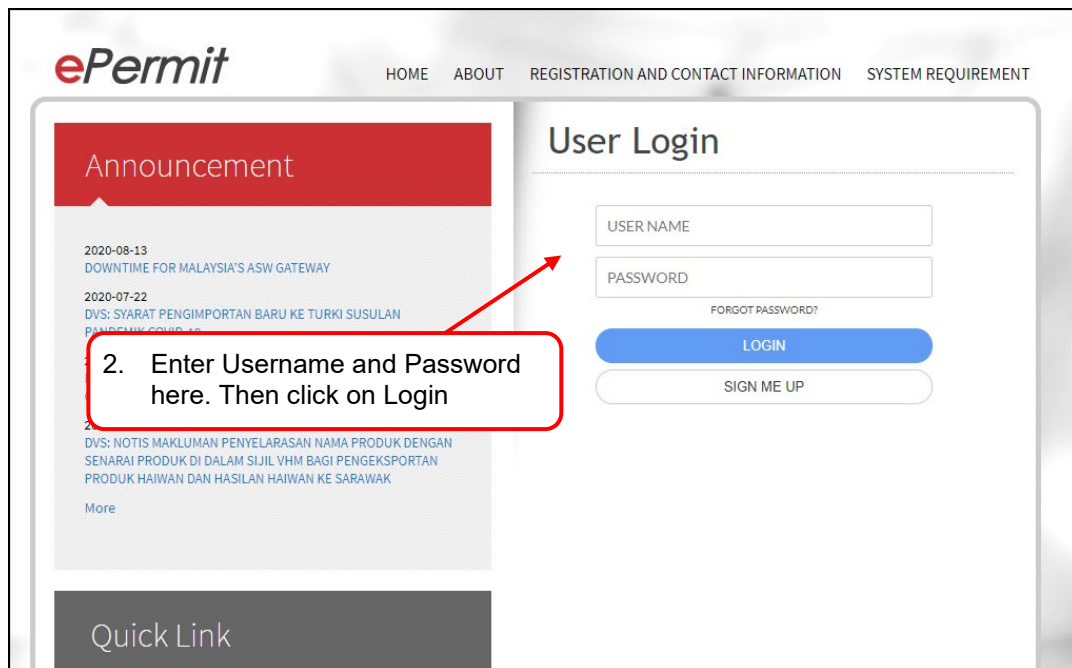 ePermit
HOME ABOUT REGISTRATION AND CONTACT INFORMATION SYSTEM REQUIREMENT
Announcement
2020-08-13
DOWNTIME FOR MALAYSIA'S ASW GATEWAY
2020-07-22
DVS: SYARAT PENGIMPORTAN BARU KE TURKI SUSULAN
PANDEMIK COVID-19
2. Enter Username and Password
here. Then click on Login
DVS: NOTIS MAKLUMAN PENYELARASAN NAMA PRODUK DENGAN
SENARAI PRODUK DI DALAM SIJIL VHM BAGI PENGEKSPORTAN
PRODUK HAIWAN DAN HASILAN HAIWAN KE SARAWAK
More
Quick Link
User Login
USER NAME
PASSWORD
FORGOT PASSWORD?
LOGIN
SIGN ME UP